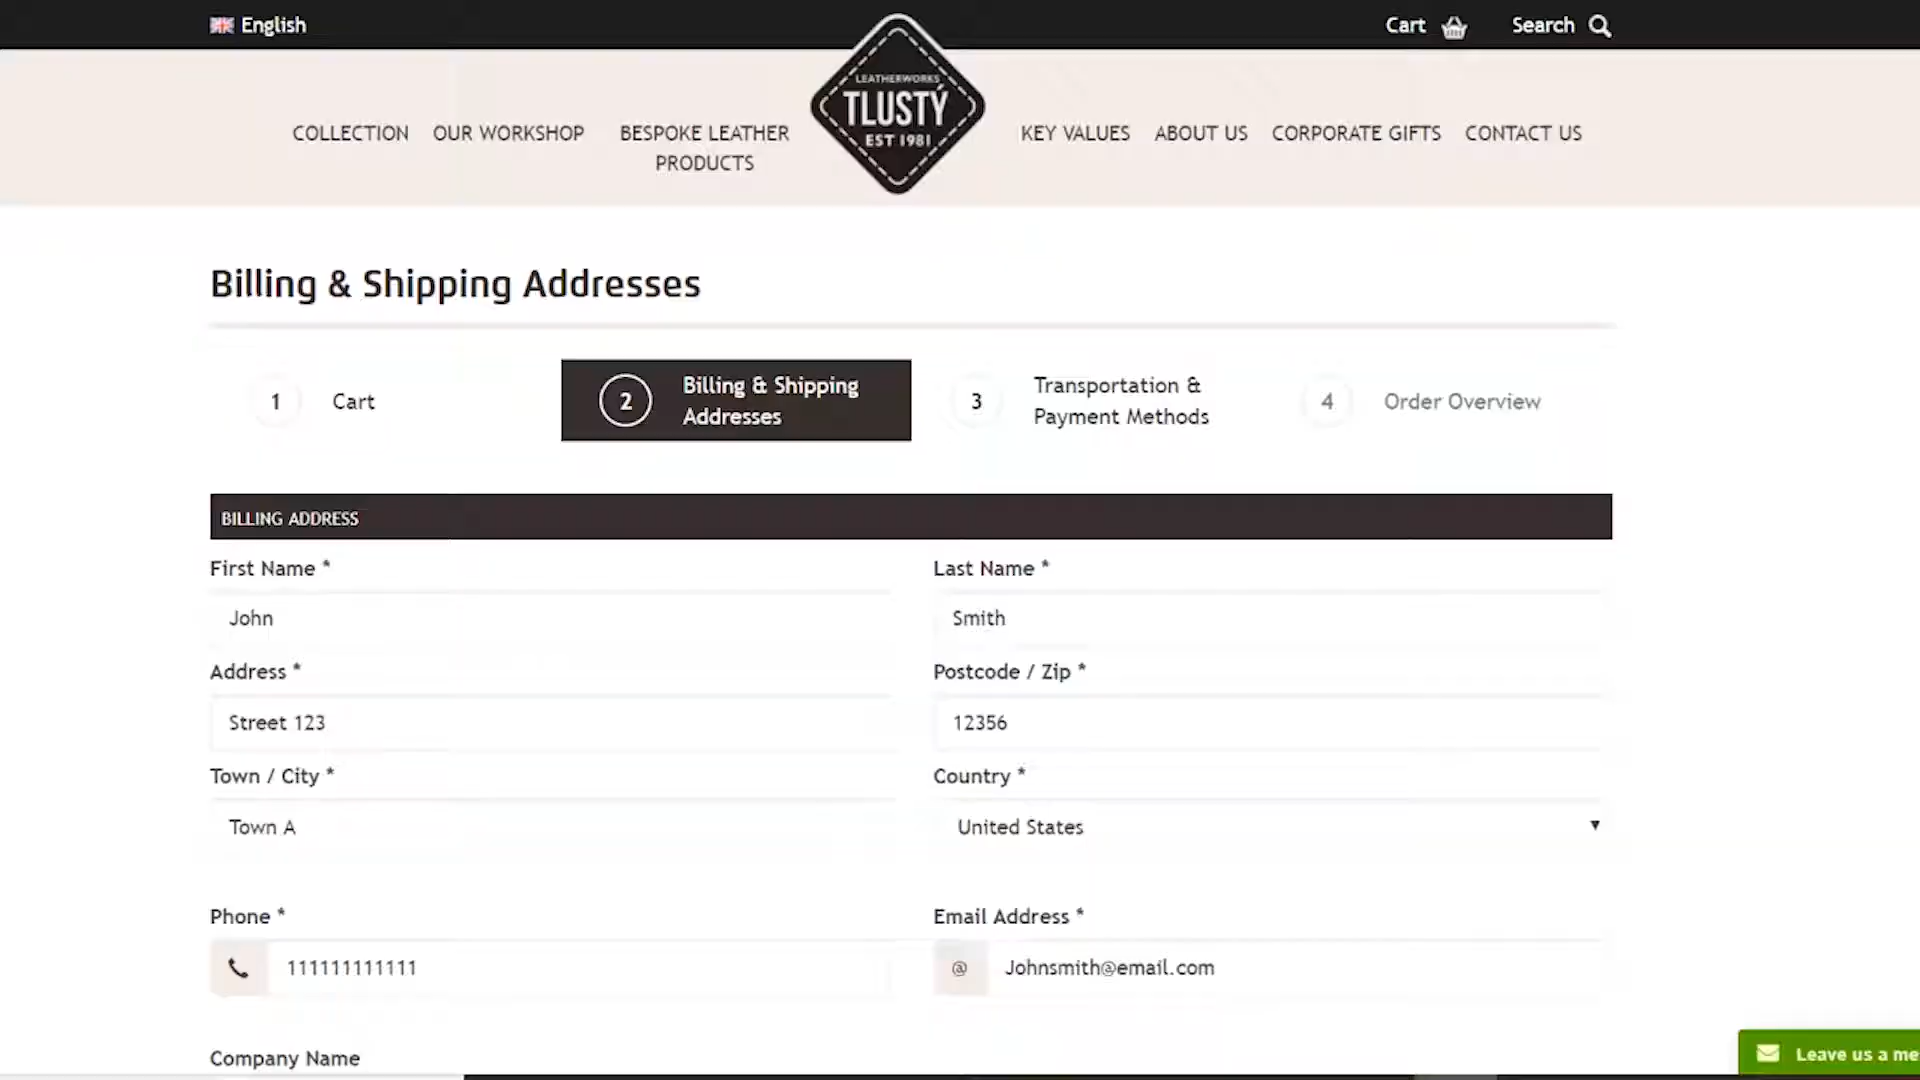 English
Cart
Search
LEATHERWORKS
TLUSTÝ
EST 1981
COLLECTION
OUR WORKSHOP
BESPOKE LEATHER
PRODUCTS
KEY VALUES
ABOUT US
CORPORATE GIFTS
CONTACT US
Billing & Shipping Addresses
1 Cart
2 Billing & Shipping
Addresses
3 Transportation &
Payment Methods
4 Order Overview
BILLING ADDRESS
First Name *
Last Name *
John
Smith
Address *
Postcode / Zip *
Street 123
12356
Town / City *
Country *
Town A
United States
Phone *
Email Address *
111111111111
@ Johnsmith@email.com
Company Name
Leave us a me